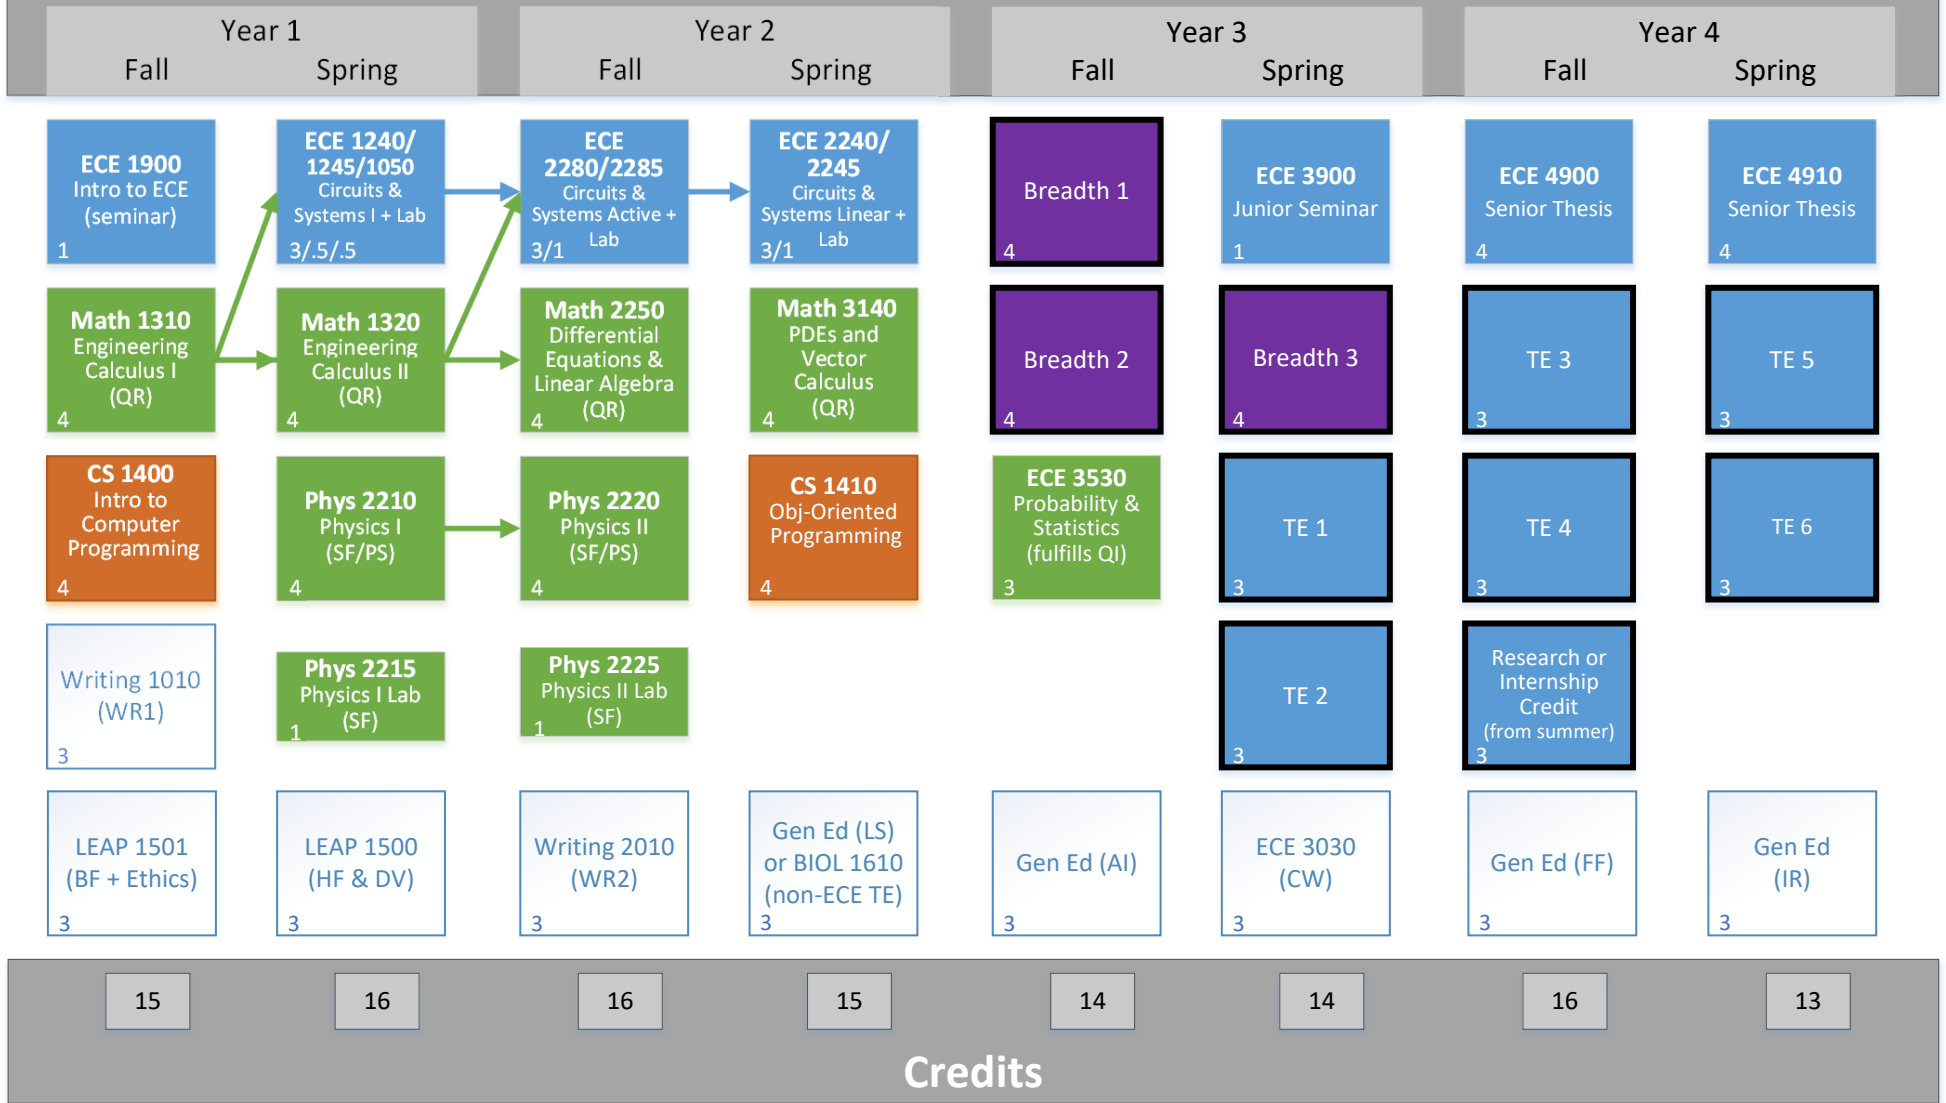 Year 1
Fall
Spring
Year 2
Fall
Spring
Year 3
Fall
Spring
Year 4
Fall
Spring
ECE 1900
Intro to ECE
(seminar)
1
ECE 1240/
1245/1050
Circuits &
Systems I + Lab
3/.5/.5
ECE
2280/2285
Circuits &
Systems Active +
Lab
3/1
ECE 2240/
2245
Circuits &
Systems Linear +
Lab
3/1
Breadth 1
4
ECE 3900
Junior Seminar
1
ECE 4900
Senior Thesis
4
ECE 4910
Senior Thesis
4
Math 1310
Engineering
Calculus I
(QR)
4
Math 1320
Engineering
Calculus II
(QR)
4
Math 2250
Differential
Equations &
Linear Algebra
(QR)
4
Math 3140
PDEs and
Vector
Calculus
(QR)
4
Breadth 2
4
Breadth 3
4
TE 3
3
TE 5
3
CS 1400
Intro to
Computer
Programming
4
Phys 2210
Physics I
(SF/PS)
4
Phys 2220
Physics II
(SF/PS)
4
CS 1410
Obj-Oriented
Programming
4
ECE 3530
Probability &
Statistics
(fulfills QI)
3
TE 1
3
TE 4
3
TE 6
3
Writing 1010
(WR1)
3
Phys 2215
Physics I Lab
(SF)
1
Phys 2225
Physics II Lab
(SF)
1
TE 2
3
Research or
Internship
Credit
(from summer)
3
LEAP 1501
(BF + Ethics)
3
LEAP 1500
(HF & DV)
3
Writing 2010
(WR2)
3
Gen Ed (LS)
or BIOL 1610
(non-ECE TE)
3
Gen Ed (AI)
3
ECE 3030
(CW)
3
Gen Ed (FF)
3
Gen Ed
(IR)
3
15
16
16
15
14
14
16
13
Credits